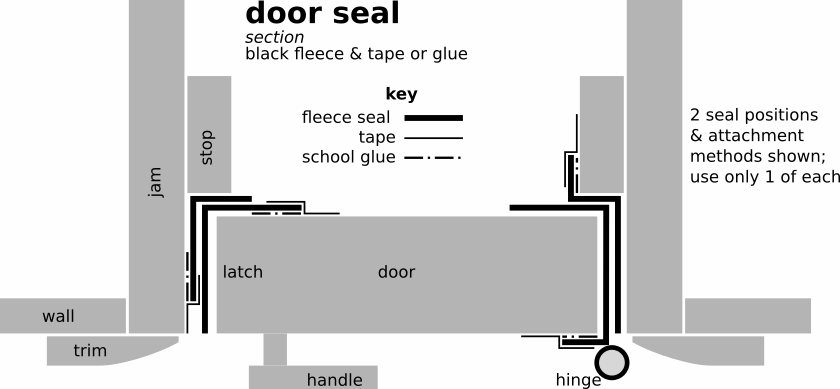 door seal
section
black fleece & tape or glue
key
fleece seal
tape
school glue
2 seal positions
& attachment
methods shown;
use only 1 of each
stop
jam
latch
door
wall
trim
handle
hinge